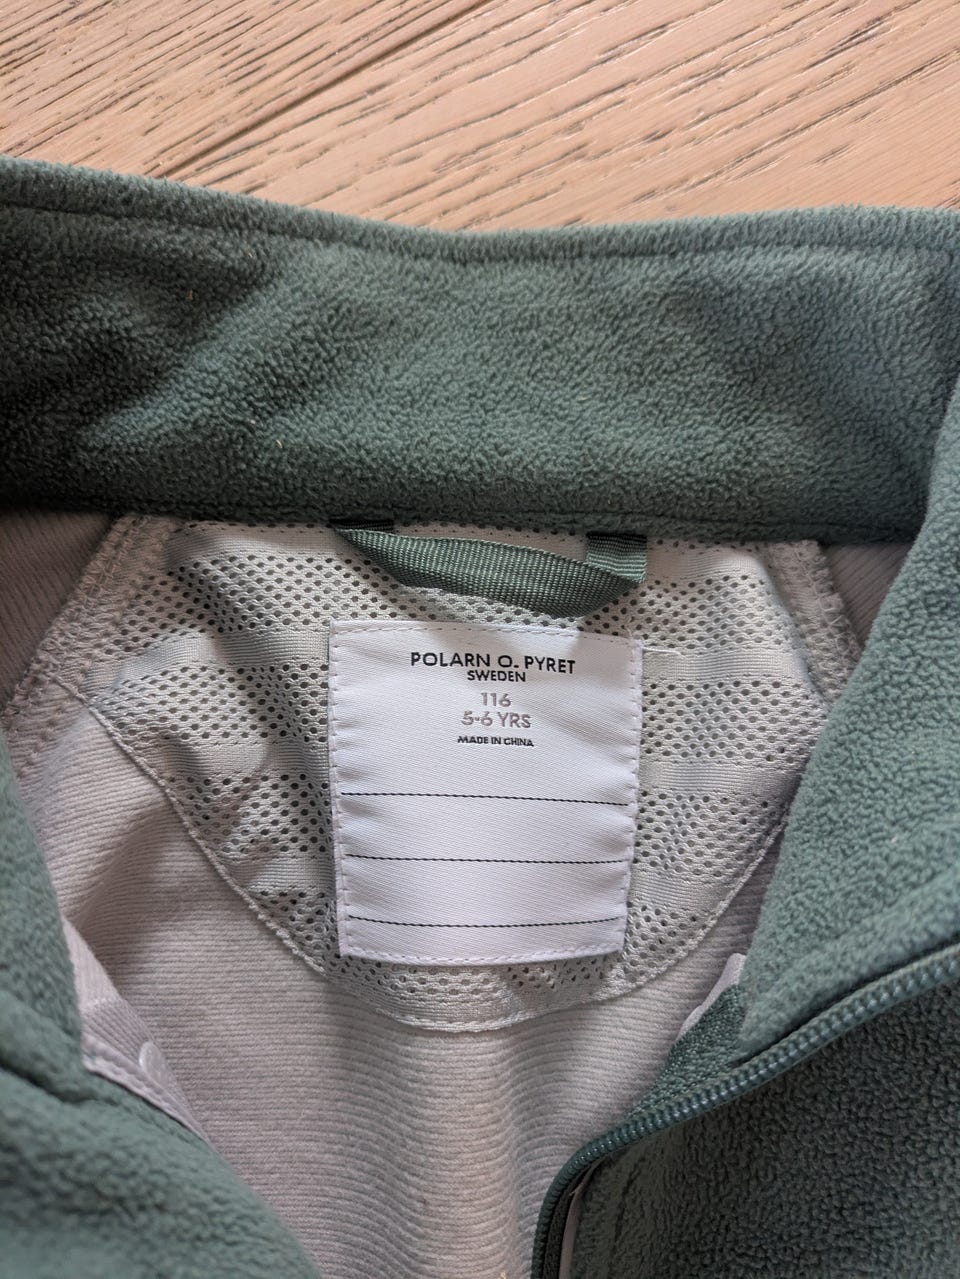 POLARN O. PYRET
SWEDEN
116
5-6 YRS
MADE IN CHINA